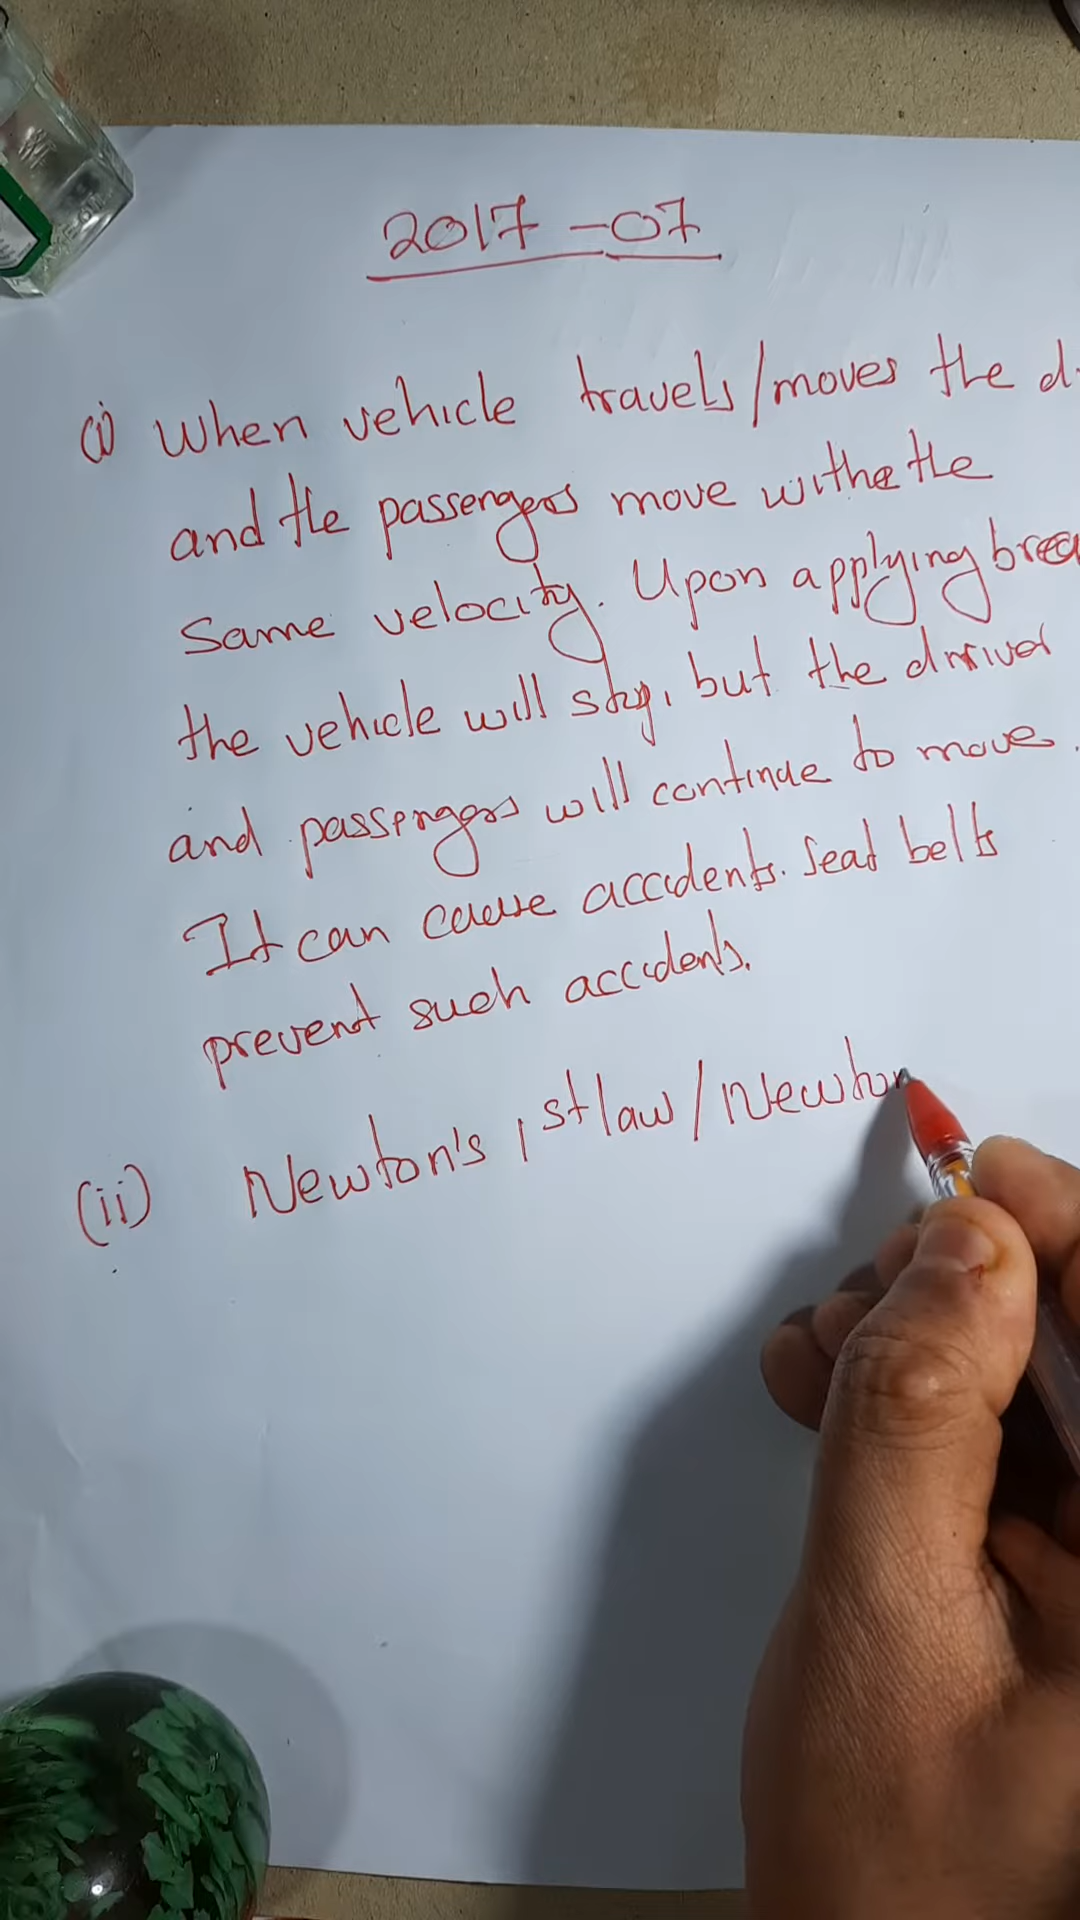 2017 - 07
(i) When vehicle travels/moves the d
and the passengers move withe the
Same velocity. Upon applying brea
the vehicle will stop, but the driver
and passengers will continue to move.
It can cause accidents. Seat belts
prevent such accidents.
(ii) Newton's 1st law/Newton